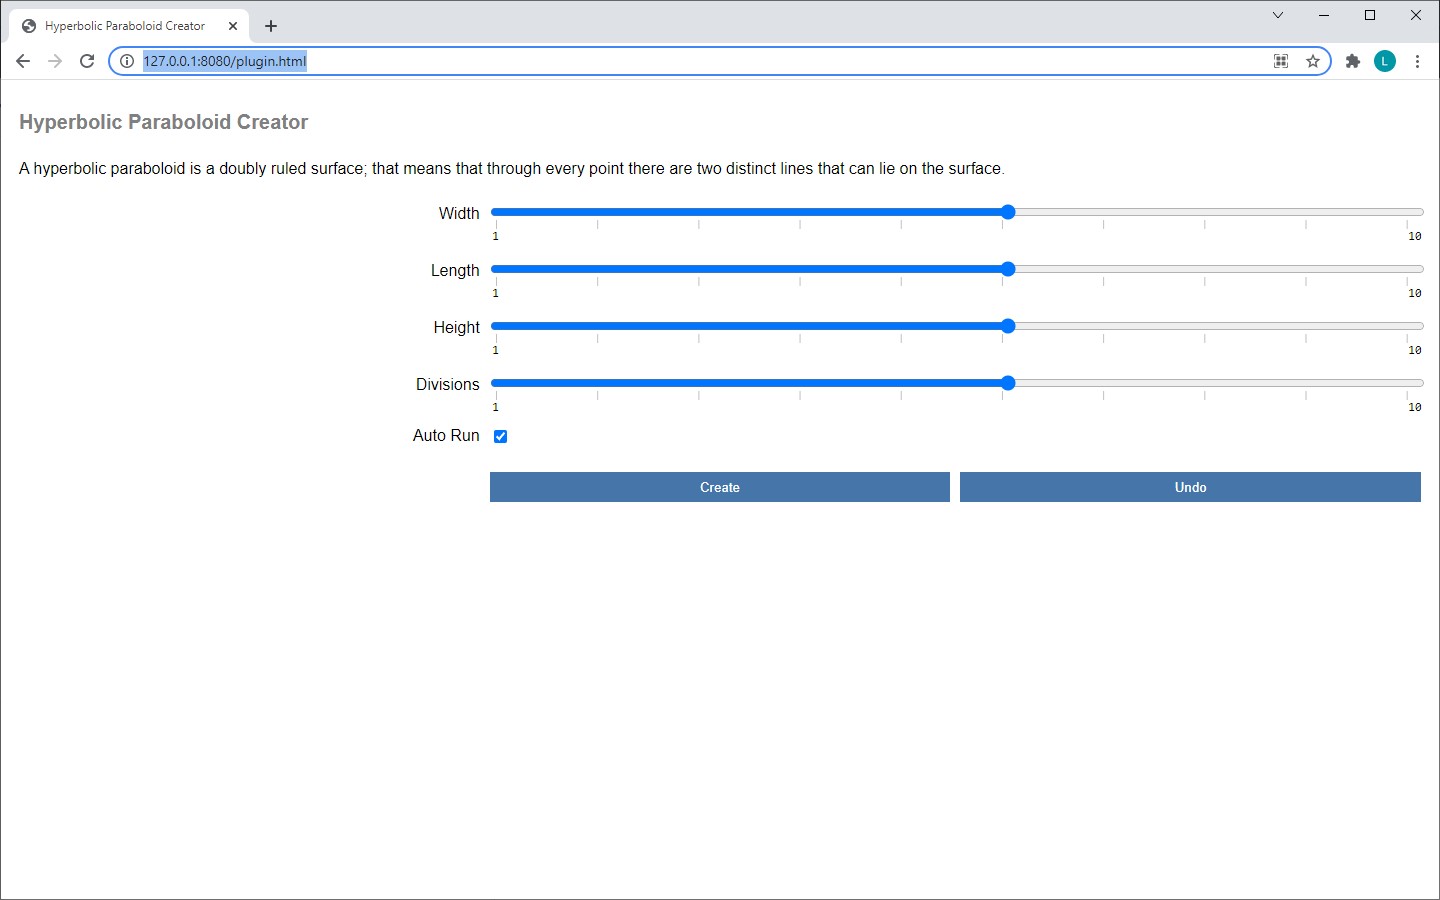 Hyperbolic Paraboloid Creator
127.0.0.1:8080/plugin.html
L
Hyperbolic Paraboloid Creator
A hyperbolic paraboloid is a doubly ruled surface; that means that through every point there are two distinct lines that can lie on the surface.
Width
1 10
Length
1 10
Height
1 10
Divisions
1 10
Auto Run
Create Undo